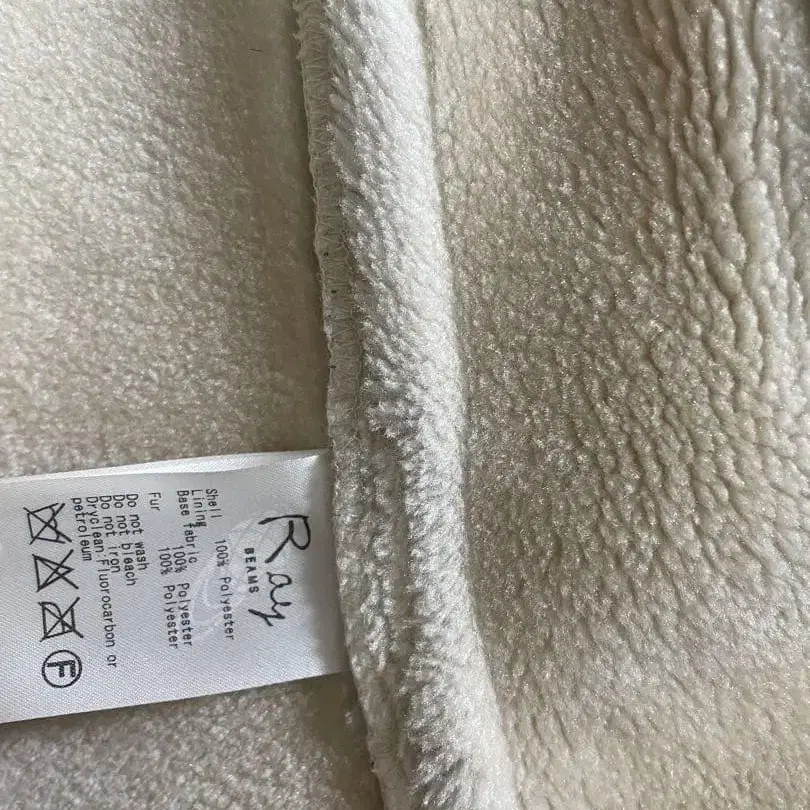 Ray
BEAMS
Shell 100% Polyester
Lining 100% Polyester
Base fabric 100% Polyester
Fur
Do not wash
Do not bleach
Do not iron
Dryclean:Fluorocarbon or
petroleum
F